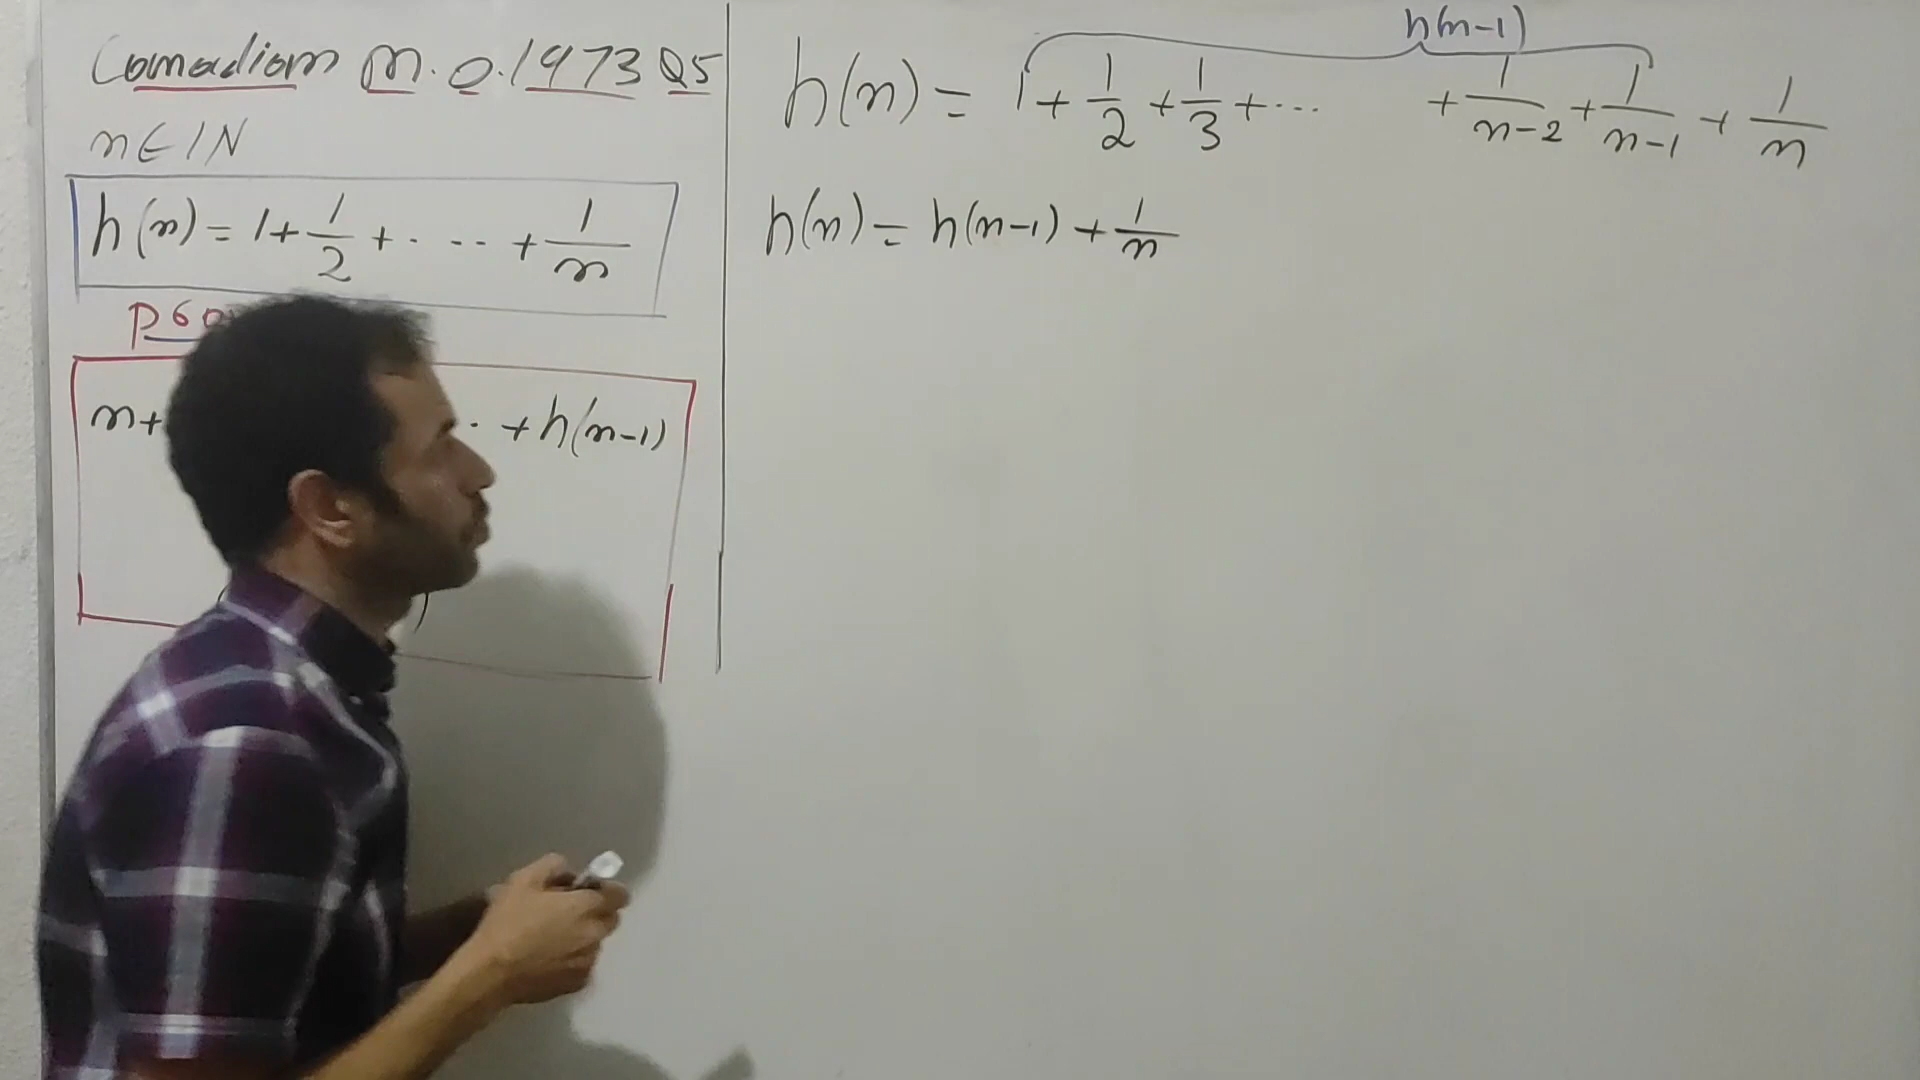 Comadiom M.O.1973 Q5
n∈IN
h(n) = 1 + 1/2 + ... + 1/n
n+ ... + h(n-1)
h(n-1)
h(n) = 1 + 1/2 + 1/3 + ... + 1/n-2 + 1/n-1 + 1/n
h(n) = h(n-1) + 1/n